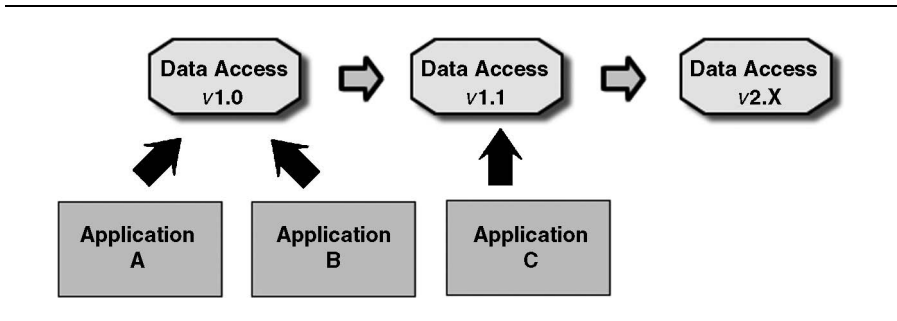 Data Access
v1.0
Data Access
v1.1
Data Access
v2.X
Application
A
Application
B
Application
C